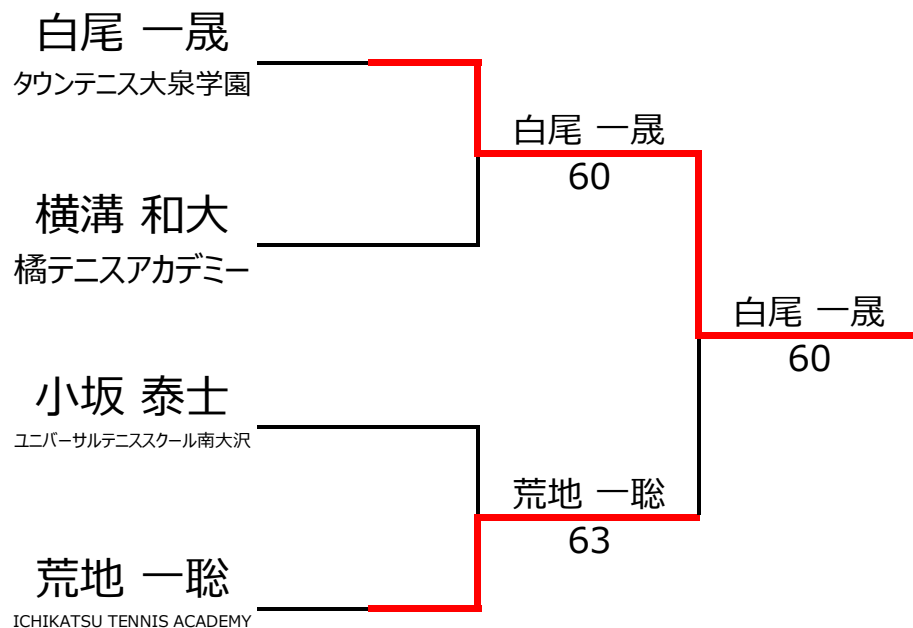 白尾 一晟
タウンテニス大泉学園
白尾 一晟
60
横溝 和大
橘テニスアカデミー
白尾 一晟
60
小坂 泰士
ユニバーサルテニススクール南大沢
荒地 一聡
63
荒地 一聡
ICHIKATSU TENNIS ACADEMY